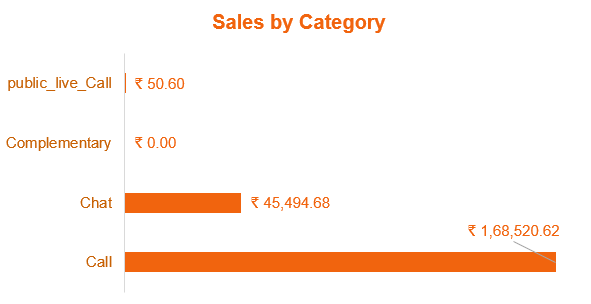 Sales by Category
public_live_Call ₹ 50.60
Complementary ₹ 0.00
Chat ₹ 45,494.68
₹ 1,68,520.62
Call